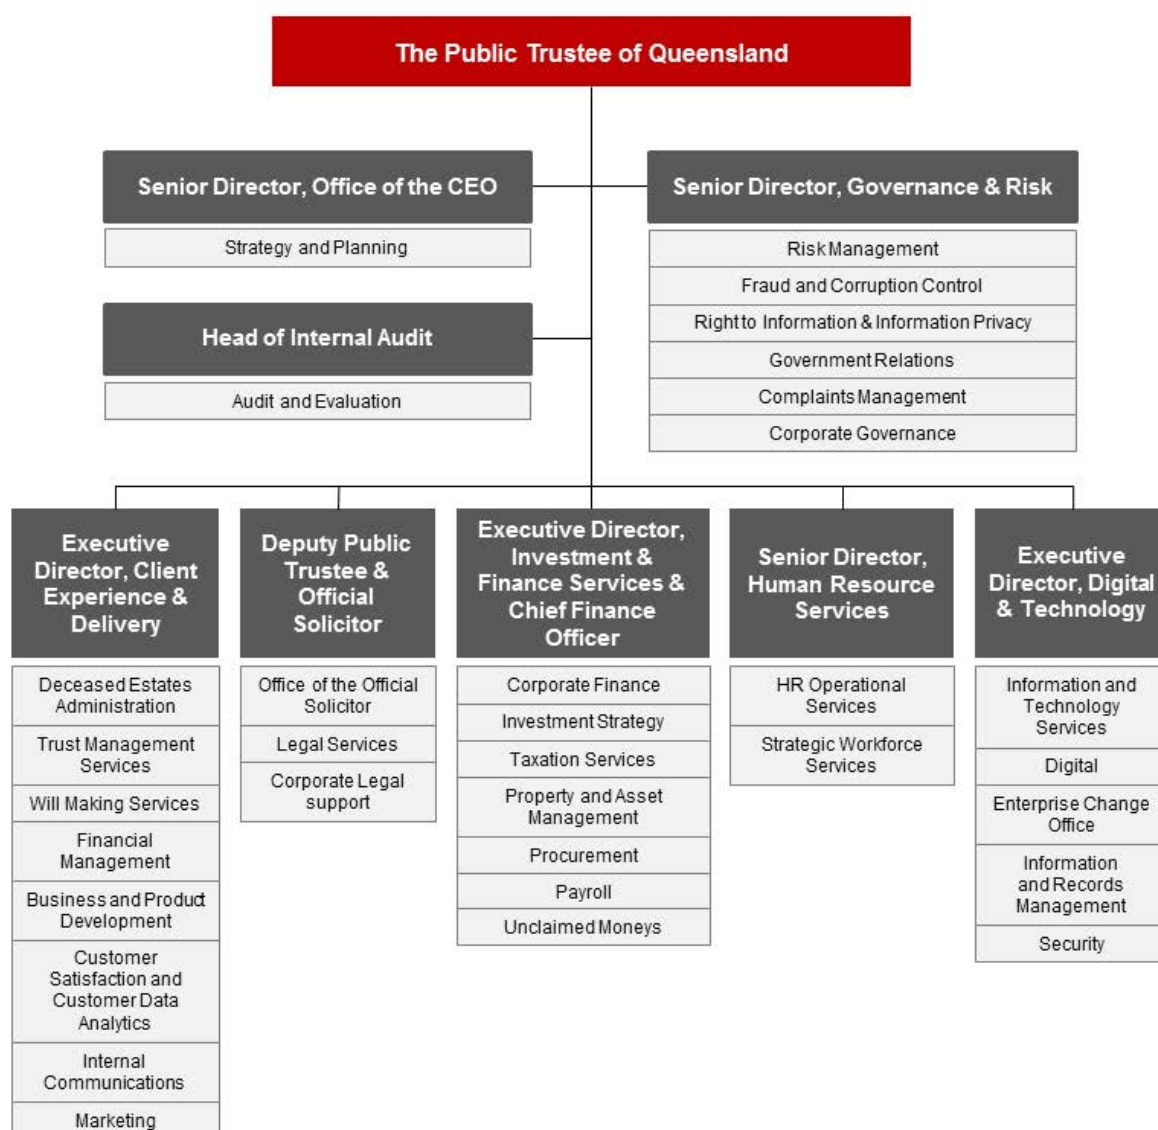 The Public Trustee of Queensland
Senior Director, Office of the CEO
Strategy and Planning
Head of Internal Audit
Audit and Evaluation
Senior Director, Governance & Risk
Risk Management
Fraud and Corruption Control
Right to Information & Information Privacy
Government Relations
Complaints Management
Corporate Governance
Executive
Director, Client
Experience &
Delivery
Deceased Estates
Administration
Trust Management
Services
Will Making Services
Financial
Management
Business and Product
Development
Customer
Satisfaction and
Customer Data
Analytics
Internal
Communications
Marketing
Deputy Public
Trustee &
Official
Solicitor
Office of the Official
Solicitor
Legal Services
Corporate Legal
support
Executive Director,
Investment &
Finance Services &
Chief Finance
Officer
Corporate Finance
Investment Strategy
Taxation Services
Property and Asset
Management
Procurement
Payroll
Unclaimed Moneys
Senior Director,
Human Resource
Services
HR Operational
Services
Strategic Workforce
Services
Executive
Director, Digital
& Technology
Information and
Technology
Services
Digital
Enterprise Change
Office
Information
and Records
Management
Security